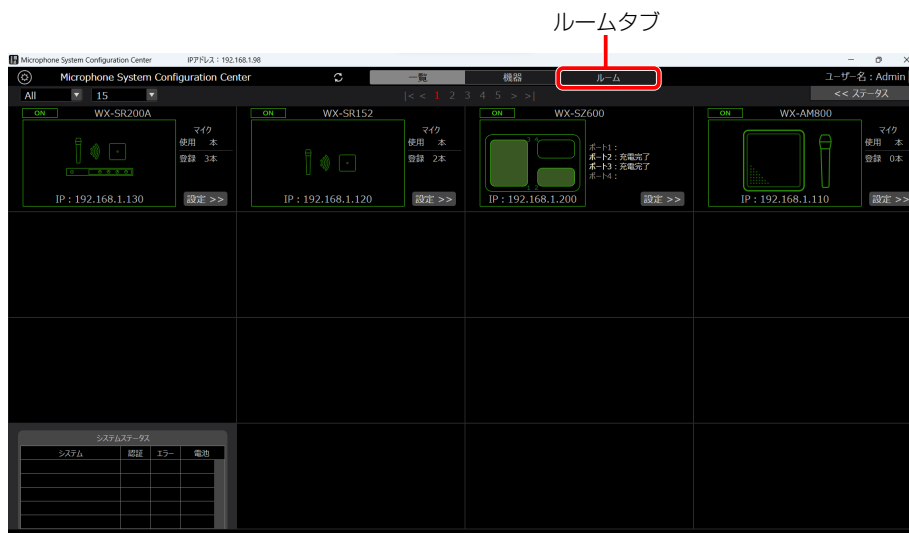 ルームタブ
Microphone System Configuration Center IPアドレス : 192.168.1.98
Microphone System Configuration Center 一覧 機器 ルーム ユーザー名 : Admin
All 15 |< < 1 2 3 4 5 > >| << ステータス
ON WX-SR200A
マイク
使用 本
登録 3本
IP : 192.168.1.130 設定 >>
ON WX-SR152
マイク
使用 本
登録 2本
IP : 192.168.1.120 設定 >>
ON WX-SZ600
3 4
ポート1 :
ポート2 : 充電完了
ポート3 : 充電完了
ポート4 :
1 2
IP : 192.168.1.200 設定 >>
ON WX-AM800
マイク
使用 本
登録 0本
IP : 192.168.1.110 設定 >>
システムステータス
システム 認証 エラー 電池